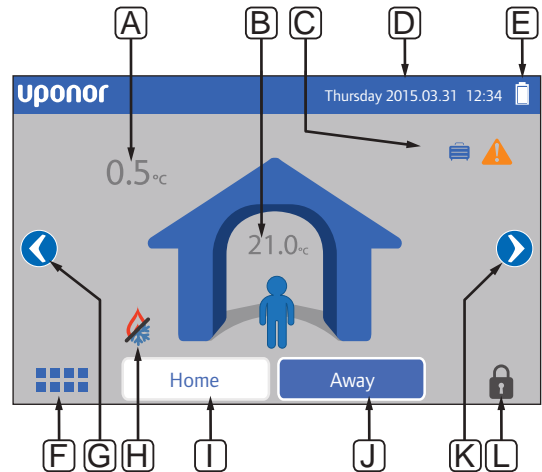 A B C D E
uponor Thursday 2015.03.31 12:34
0.5°C
21.0°C
Home Away
F G H I J K L